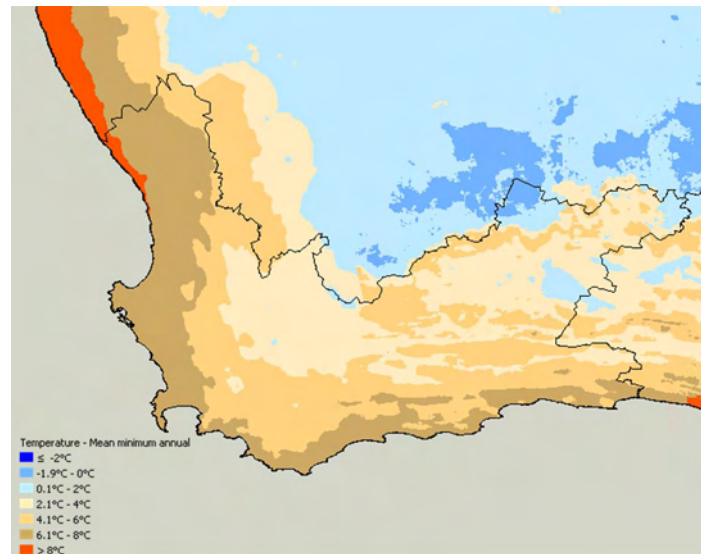 Temperature - Mean minimum annual
≤ -2°C
-1.9°C - 0°C
0.1°C - 2°C
2.1°C - 4°C
4.1°C - 6°C
6.1°C - 8°C
> 8°C